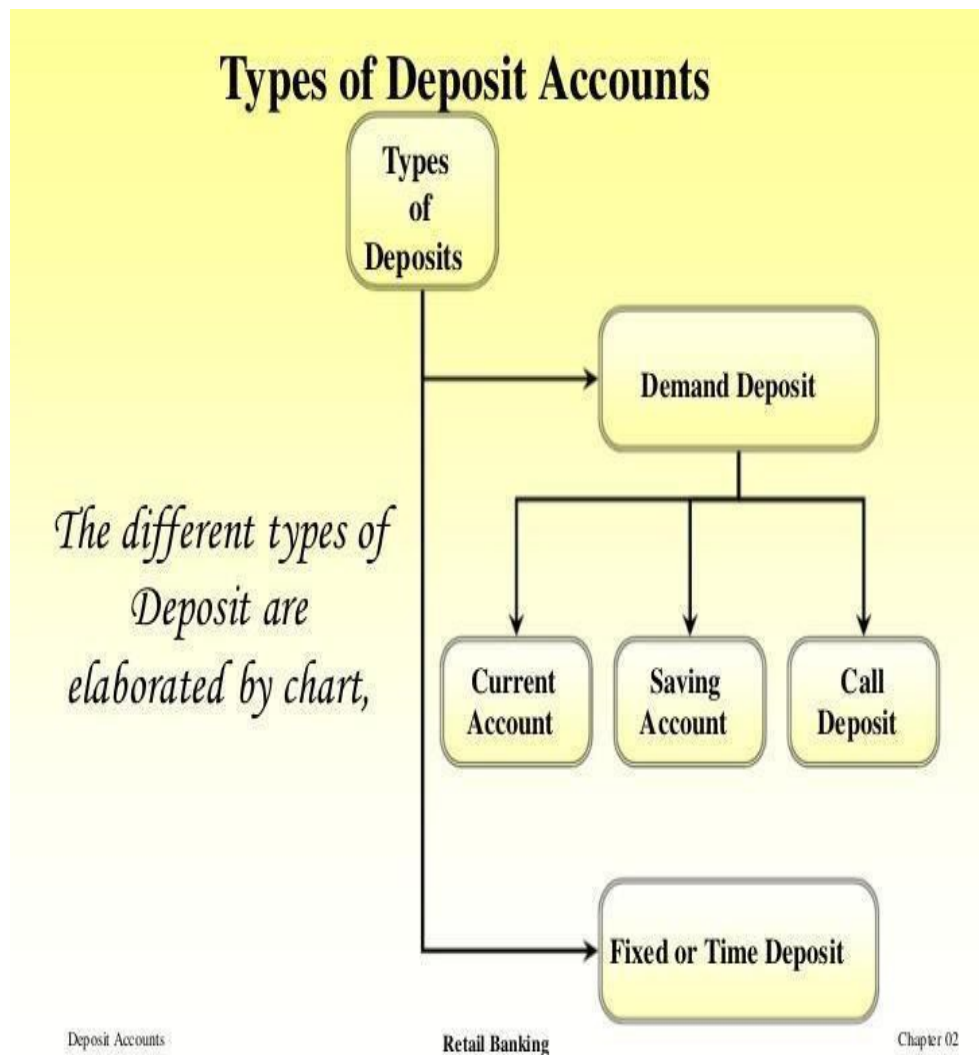 Types of Deposit Accounts
Types
of
Deposits
Demand Deposit
The different types of
Deposit are
elaborated by chart,
Current
Account
Saving
Account
Call
Deposit
Fixed or Time Deposit
Deposit Accounts
Retail Banking
Chapter 02